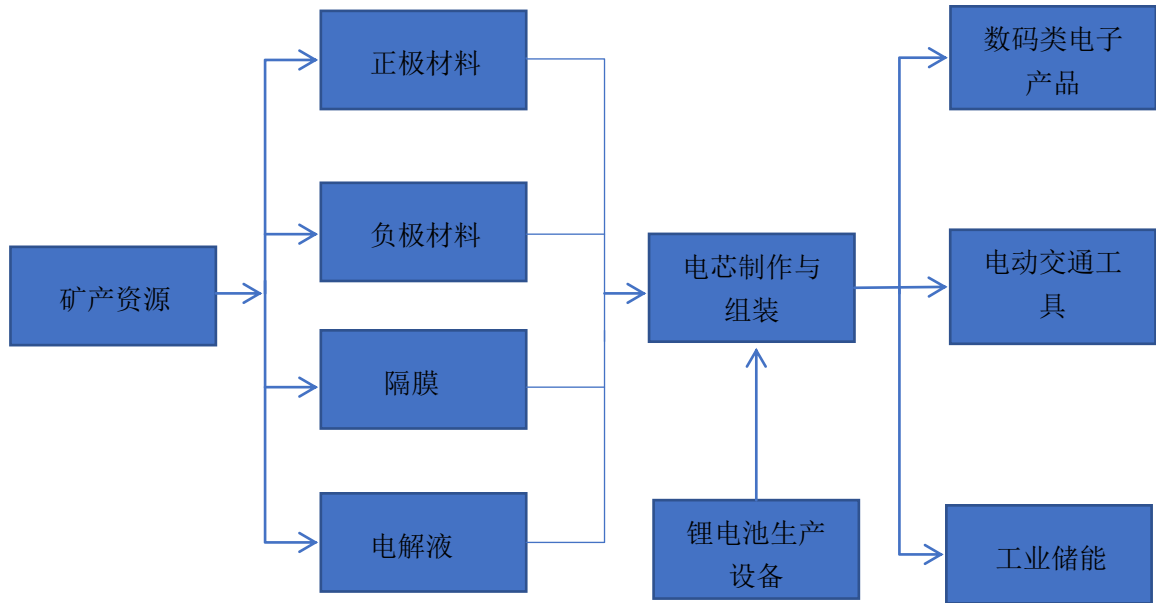 矿产资源
正极材料
负极材料
隔膜
电解液
电芯制作与
组装
锂电池生产
设备
数码类电子
产品
电动交通工
具
工业储能